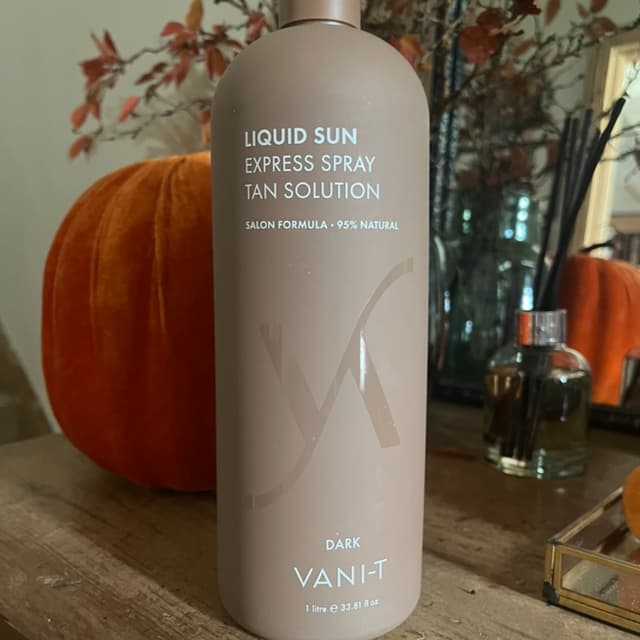 LIQUID SUN
EXPRESS SPRAY
TAN SOLUTION
SALON FORMULA • 95% NATURAL
DARK
VANI-T
1 litre ℮ 33.81 fl oz